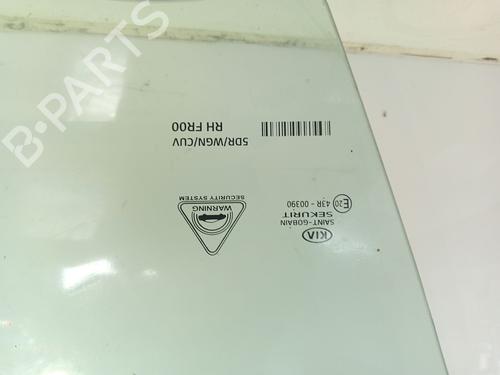 B-PARTS
RH FR00
5DR/WGN/CUV
SECURITY SYSTEM
WARNING
E20 43R - 00390
SEKURIT
SAINT-GOBAIN
KIA